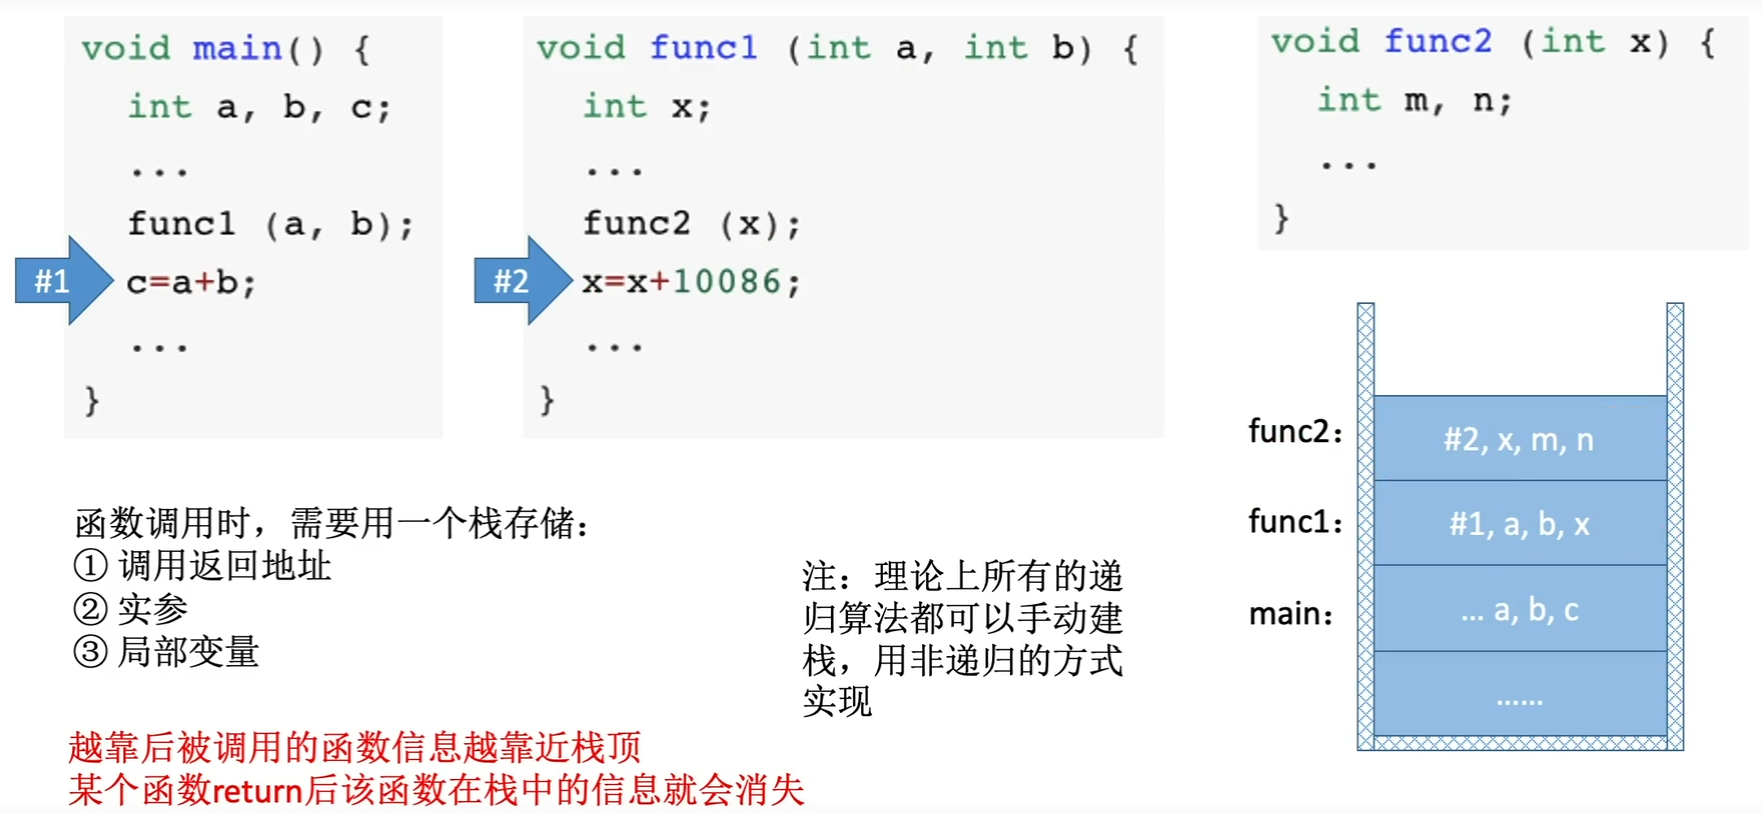 void main() {
int a, b, c;
...
func1 (a, b);
#1
c=a+b;
...
}
void func1 (int a, int b) {
int x;
...
func2 (x);
#2
x=x+10086;
...
}
void func2 (int x) {
int m, n;
...
}
函数调用时，需要用一个栈存储：
① 调用返回地址
② 实参
③ 局部变量
注：理论上所有的递
归算法都可以手动建
栈，用非递归的方式
实现
func2：
#2, x, m, n
func1：
#1, a, b, x
main：
... a, b, c
......
越靠后被调用的函数信息越靠近栈顶
某个函数return后该函数在栈中的信息就会消失